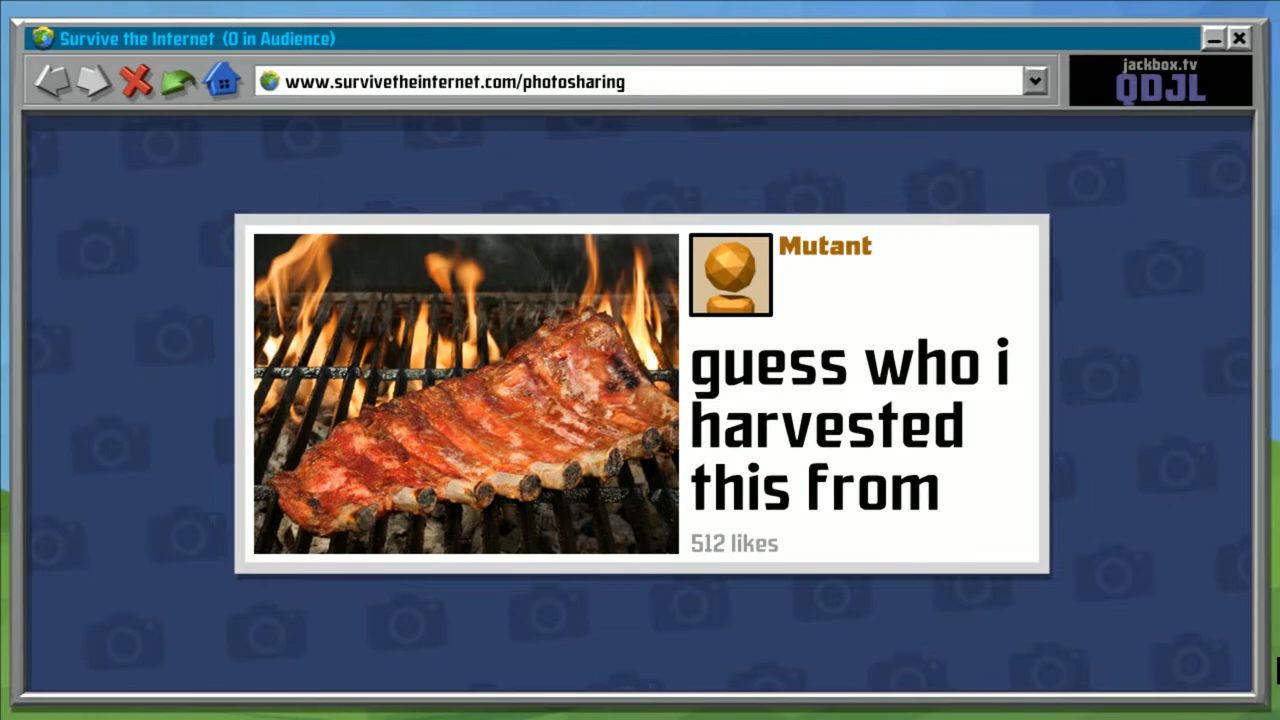 Survive the Internet (0 in Audience)
www.survivetheinternet.com/photosharing
jackbox.tv
QDJL
Mutant
guess who i
harvested
this from
512 likes